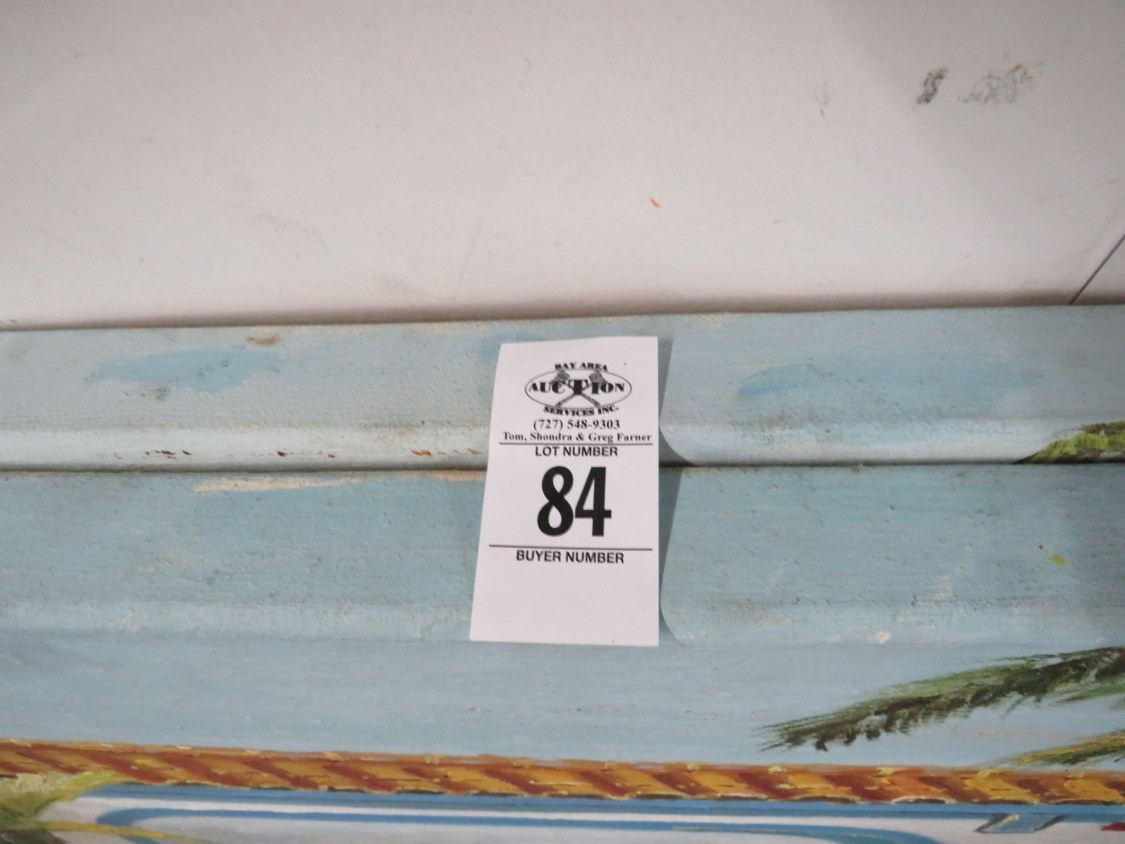 BAY AREA
AUCTION
SERVICES INC.
(727) 548-9303
Tom, Shondra & Greg Farner
LOT NUMBER
84
BUYER NUMBER